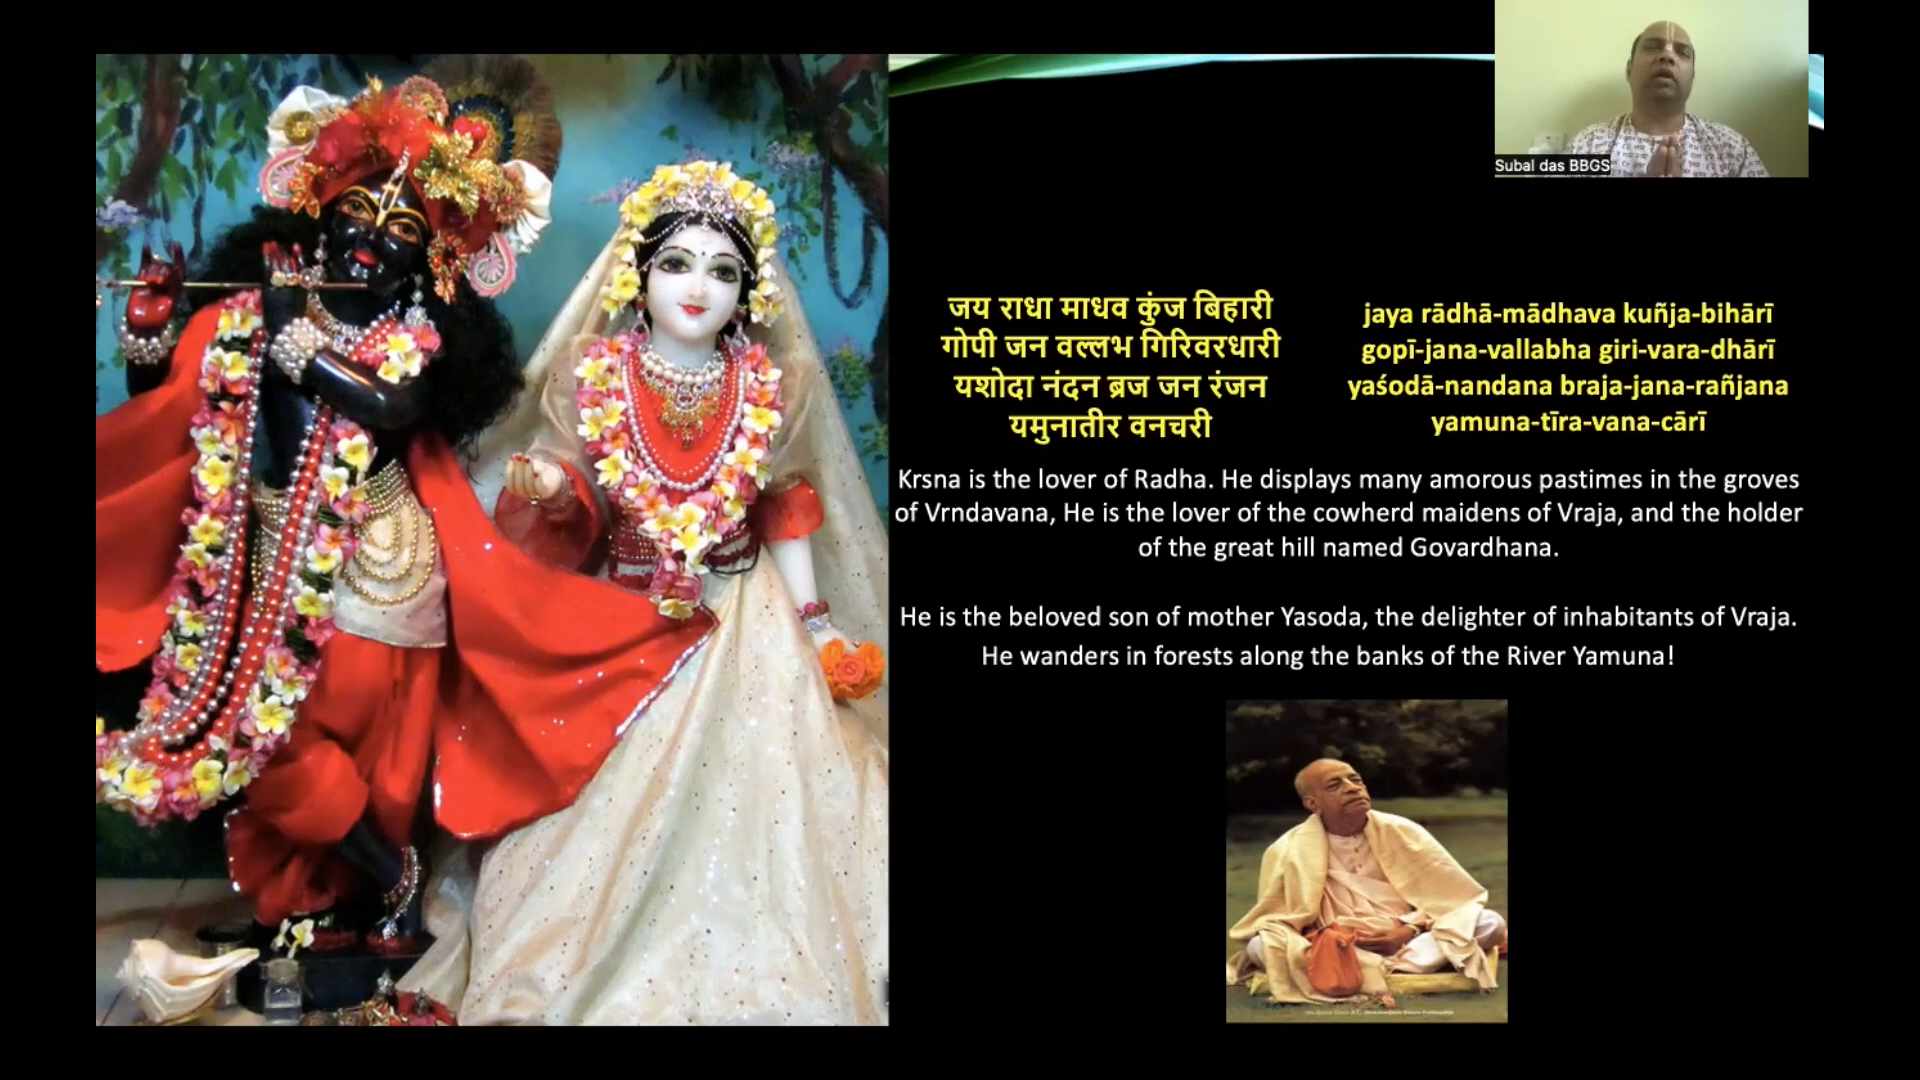 Subal das BBGS
जय राधा माधव कुंज बिहारी
गोपी जन वल्लभ गिरिवरधारी
यशोदा नंदन ब्रज जन रंजन
यमुनातीर वनचरी
jaya rādhā-mādhava kuñja-bihārī
gopī-jana-vallabha giri-vara-dhārī
yaśodā-nandana braja-jana-rañjana
yamuna-tīra-vana-cārī
Krsna is the lover of Radha. He displays many amorous pastimes in the groves
of Vrndavana, He is the lover of the cowherd maidens of Vraja, and the holder
of the great hill named Govardhana.
He is the beloved son of mother Yasoda, the delighter of inhabitants of Vraja.
He wanders in forests along the banks of the River Yamuna!